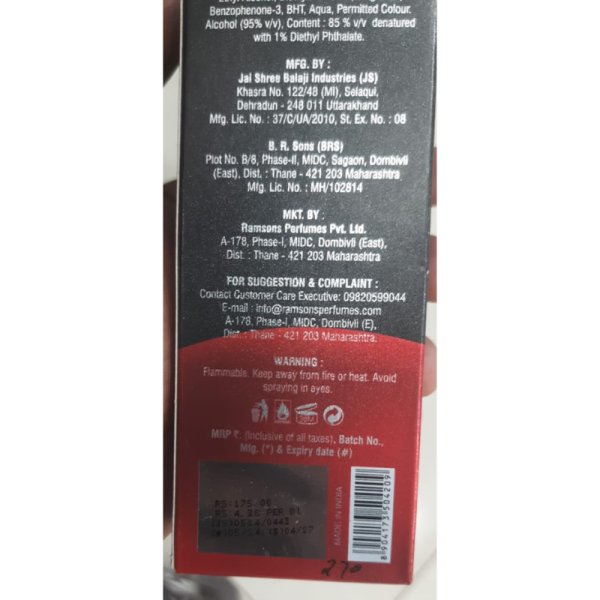 Benzophenone-3, BHT, Aqua, Permitted Colour.
Alcohol (95% v/v), Content : 85 % v/v denatured
with 1% Diethyl Phthalate.
MFG. BY :
Jai Shree Balaji Industries (JS)
Khasra No. 122/48 (MI), Selaqui,
Dehradun - 248 011 Uttarakhand
Mfg. Lic. No. : 37/C/UA/2010, St. Ex. No. : 08
B. R. Sons (BRS)
Plot No. B/8, Phase-II, MIDC, Sagaon, Dombivli
(East), Dist. : Thane - 421 203 Maharashtra
Mfg. Lic. No. : MH/102814
MKT. BY :
Ramsons Perfumes Pvt. Ltd.
A-178, Phase-I, MIDC, Dombivli (East),
Dist. : Thane - 421 203 Maharashtra
FOR SUGGESTION & COMPLAINT :
Contact Customer Care Executive: 09820599044
E-mail : info@ramsonsperfumes.com
A-178, Phase-I, MIDC, Dombivli (E),
Dist. : Thane - 421 203 Maharashtra.
WARNING :
Flammable. Keep away from fire or heat. Avoid
spraying in eyes.
MRP ₹: (Inclusive of all taxes), Batch No.,
Mfg. (*) & Expiry date (#)
RS:175.00
MADE IN INDIA
8 904173 504209
270